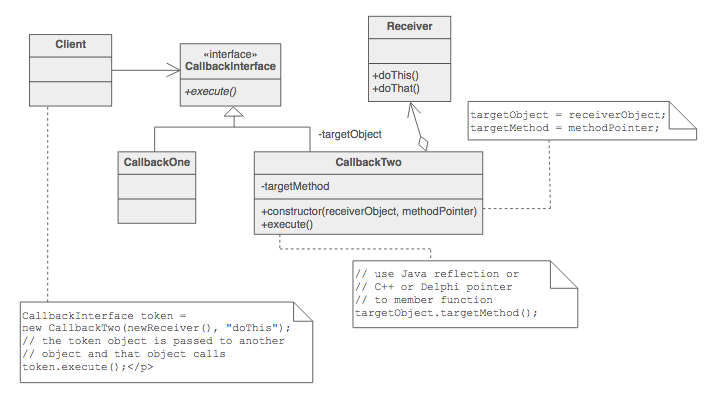 Client
«interface»
CallbackInterface
+execute()
Receiver
+doThis()
+doThat()
targetObject = receiverObject;
targetMethod = methodPointer;
-targetObject
CallbackOne
CallbackTwo
-targetMethod
+constructor(receiverObject, methodPointer)
+execute()
// use Java reflection or
// C++ or Delphi pointer
// to member function
targetObject.targetMethod();
CallbackInterface token =
new CallbackTwo(newReceiver(), "doThis");
// the token object is passed to another
// object and that object calls
token.execute();</p>